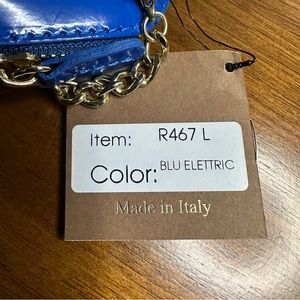 Item: R467 L
Color: BLU ELETTRIC
Made in Italy